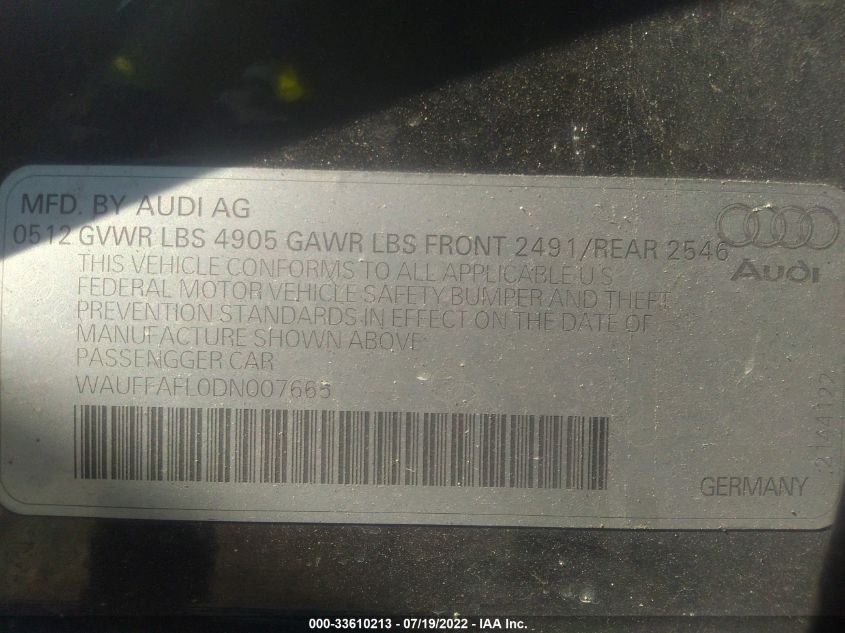 MFD. BY AUDI AG
0512 GVWR LBS 4905 GAWR LBS FRONT 2491/REAR 2546
Audi
THIS VEHICLE CONFORMS TO ALL APPLICABLE U.S
FEDERAL MOTOR VEHICLE SAFETY BUMPER AND THEFT
PREVENTION STANDARDS IN EFFECT ON THE DATE OF
MANUFACTURE SHOWN ABOVE
PASSENGGER CAR
WAUFFAFL0DN007665
GERMANY
000-33610213 - 07/19/2022 - IAA Inc.